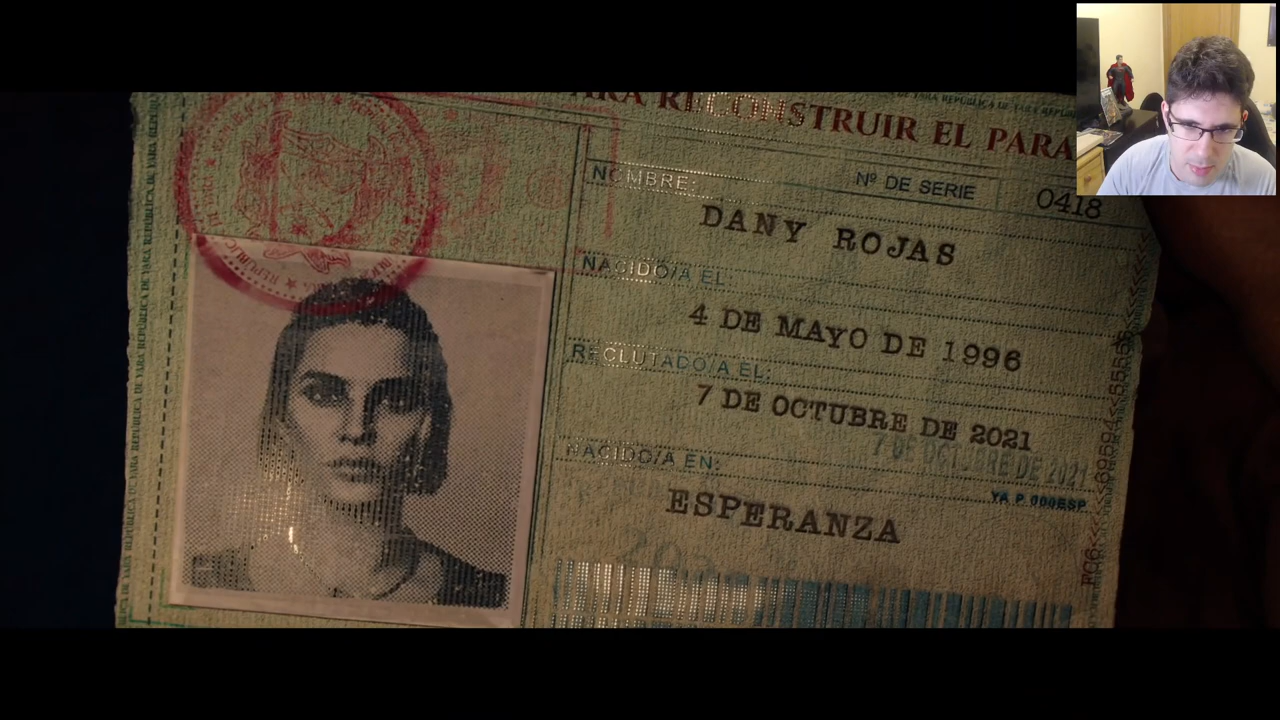 PARA RECONSTRUIR EL PARA
Nº DE SERIE
0418
NOMBRE:
DANY ROJAS
NACIDO/A EL
4 DE MAYO DE 1996
RECLUTADO/A EL:
7 DE OCTUBRE DE 2021
7 DE OCTUBRE DE 2021
NACIDO/A EN:
YA P 000ESP
ESPERANZA